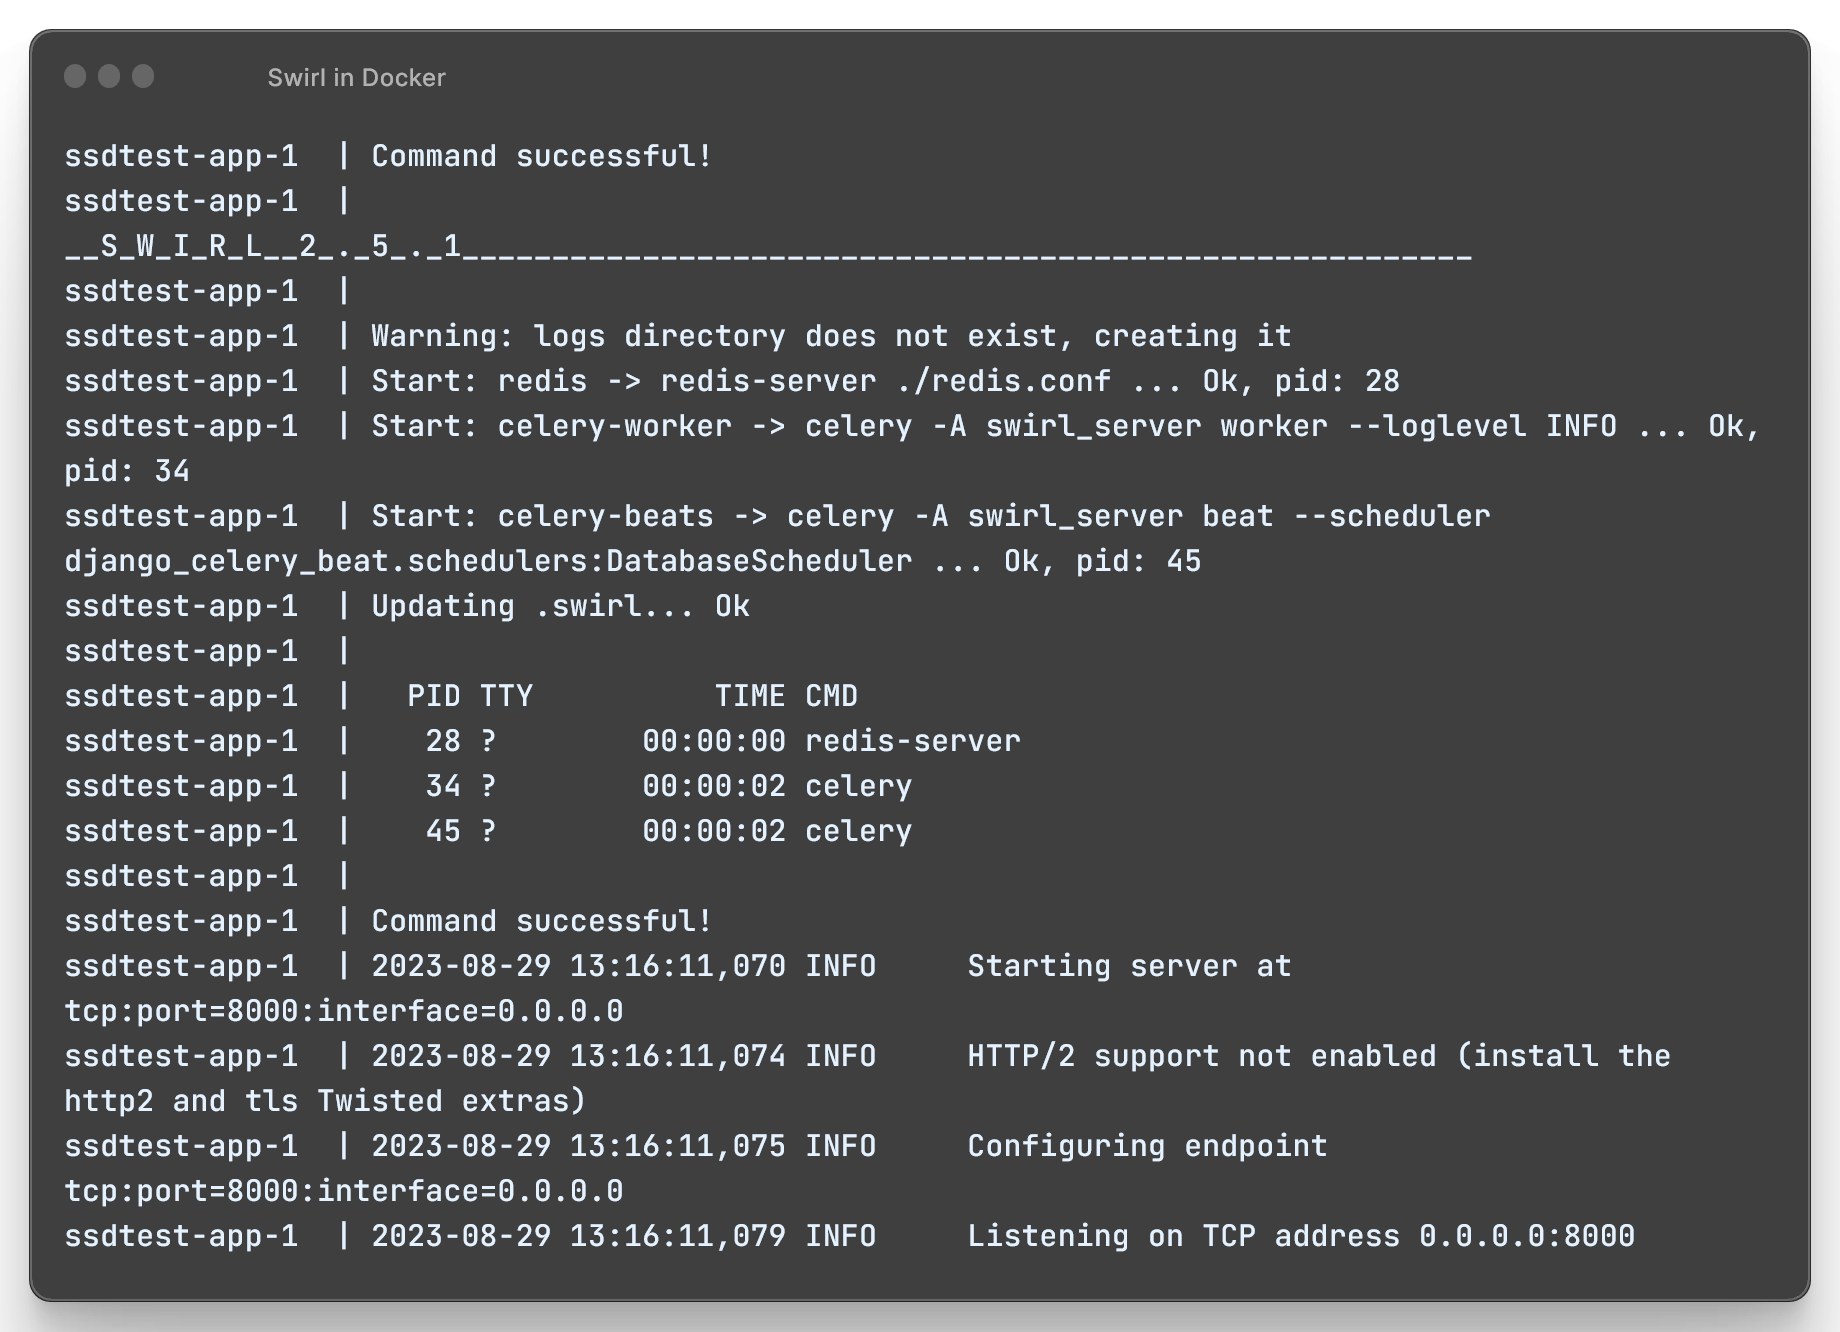 Swirl in Docker
ssdtest-app-1  | Command successful!
ssdtest-app-1  |
__S_W_I_R_L__2_._5_._1________________________________________________________
ssdtest-app-1  |
ssdtest-app-1  | Warning: logs directory does not exist, creating it
ssdtest-app-1  | Start: redis -> redis-server ./redis.conf ... Ok, pid: 28
ssdtest-app-1  | Start: celery-worker -> celery -A swirl_server worker --loglevel INFO ... Ok,
pid: 34
ssdtest-app-1  | Start: celery-beats -> celery -A swirl_server beat --scheduler
django_celery_beat.schedulers:DatabaseScheduler ... Ok, pid: 45
ssdtest-app-1  | Updating .swirl... Ok
ssdtest-app-1  |
ssdtest-app-1  |   PID TTY          TIME CMD
ssdtest-app-1  |    28 ?        00:00:00 redis-server
ssdtest-app-1  |    34 ?        00:00:02 celery
ssdtest-app-1  |    45 ?        00:00:02 celery
ssdtest-app-1  |
ssdtest-app-1  | Command successful!
ssdtest-app-1  | 2023-08-29 13:16:11,070 INFO     Starting server at
tcp:port=8000:interface=0.0.0.0
ssdtest-app-1  | 2023-08-29 13:16:11,074 INFO     HTTP/2 support not enabled (install the
http2 and tls Twisted extras)
ssdtest-app-1  | 2023-08-29 13:16:11,075 INFO     Configuring endpoint
tcp:port=8000:interface=0.0.0.0
ssdtest-app-1  | 2023-08-29 13:16:11,079 INFO     Listening on TCP address 0.0.0.0:8000